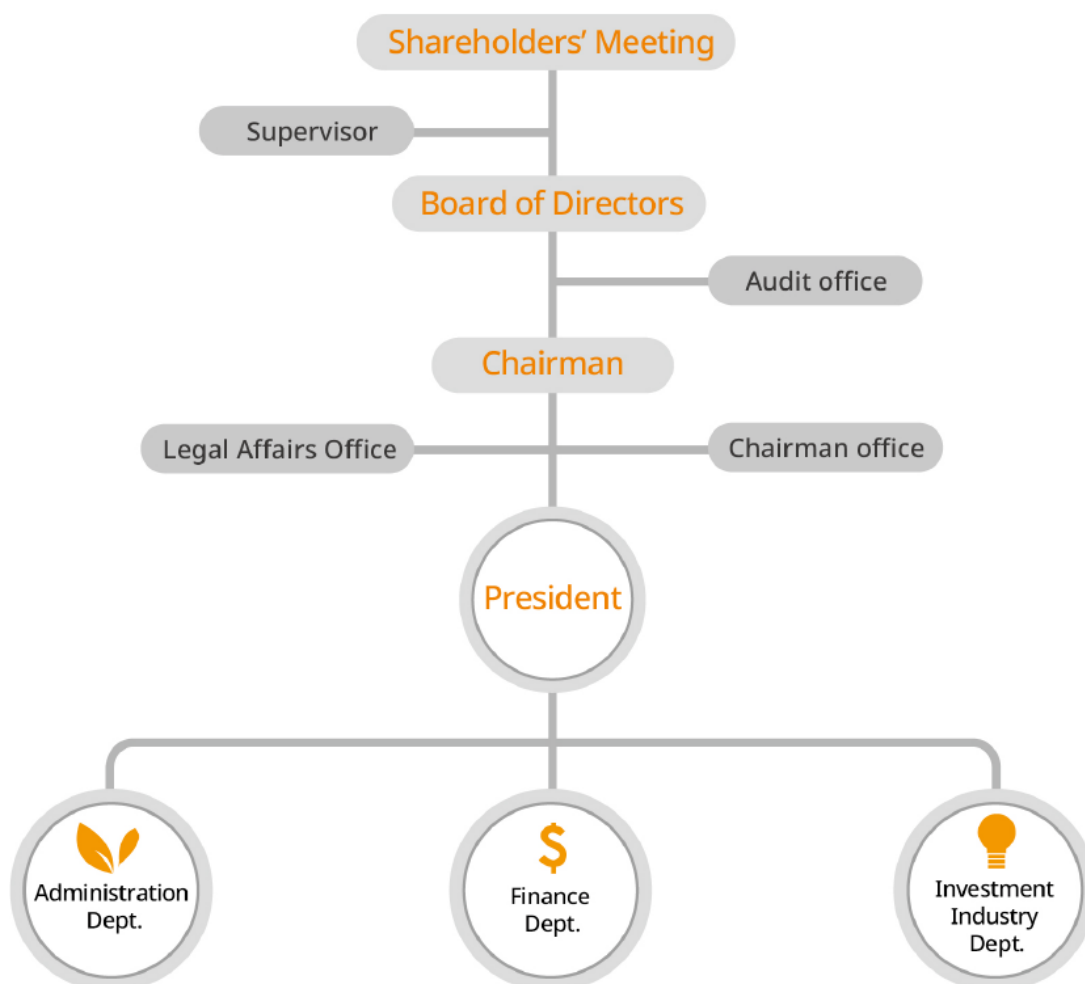 Shareholders’ Meeting
Supervisor
Board of Directors
Audit office
Chairman
Legal Affairs Office
Chairman office
President
Administration
Dept.
$
Finance
Dept.
Investment
Industry
Dept.